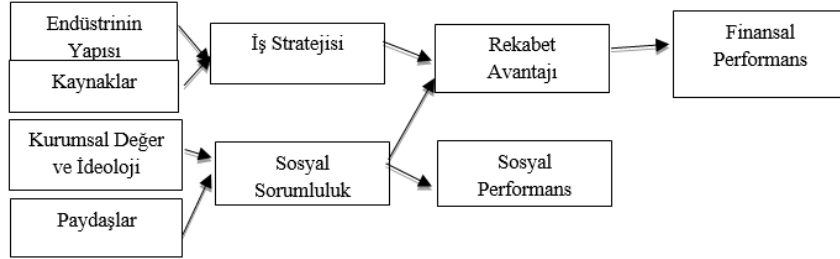 Endüstrinin
Yapısı
Kaynaklar
Kurumsal Değer
ve İdeoloji
Paydaşlar
İş Stratejisi
Sosyal
Sorumluluk
Rekabet
Avantajı
Sosyal
Performans
Finansal
Performans